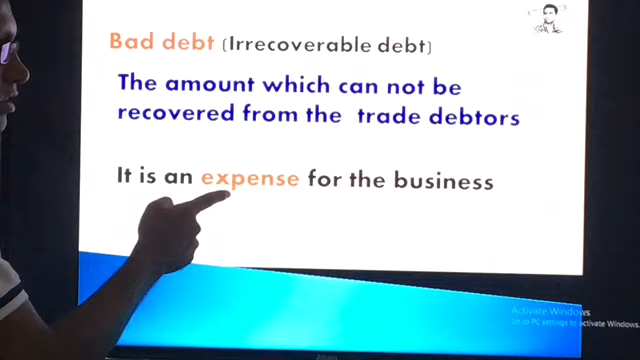 Bad debt (Irrecoverable debt)
The amount which can not be
recovered from the trade debtors
It is an expense for the business
Activate Windows
Go to PC settings to activate Windows.